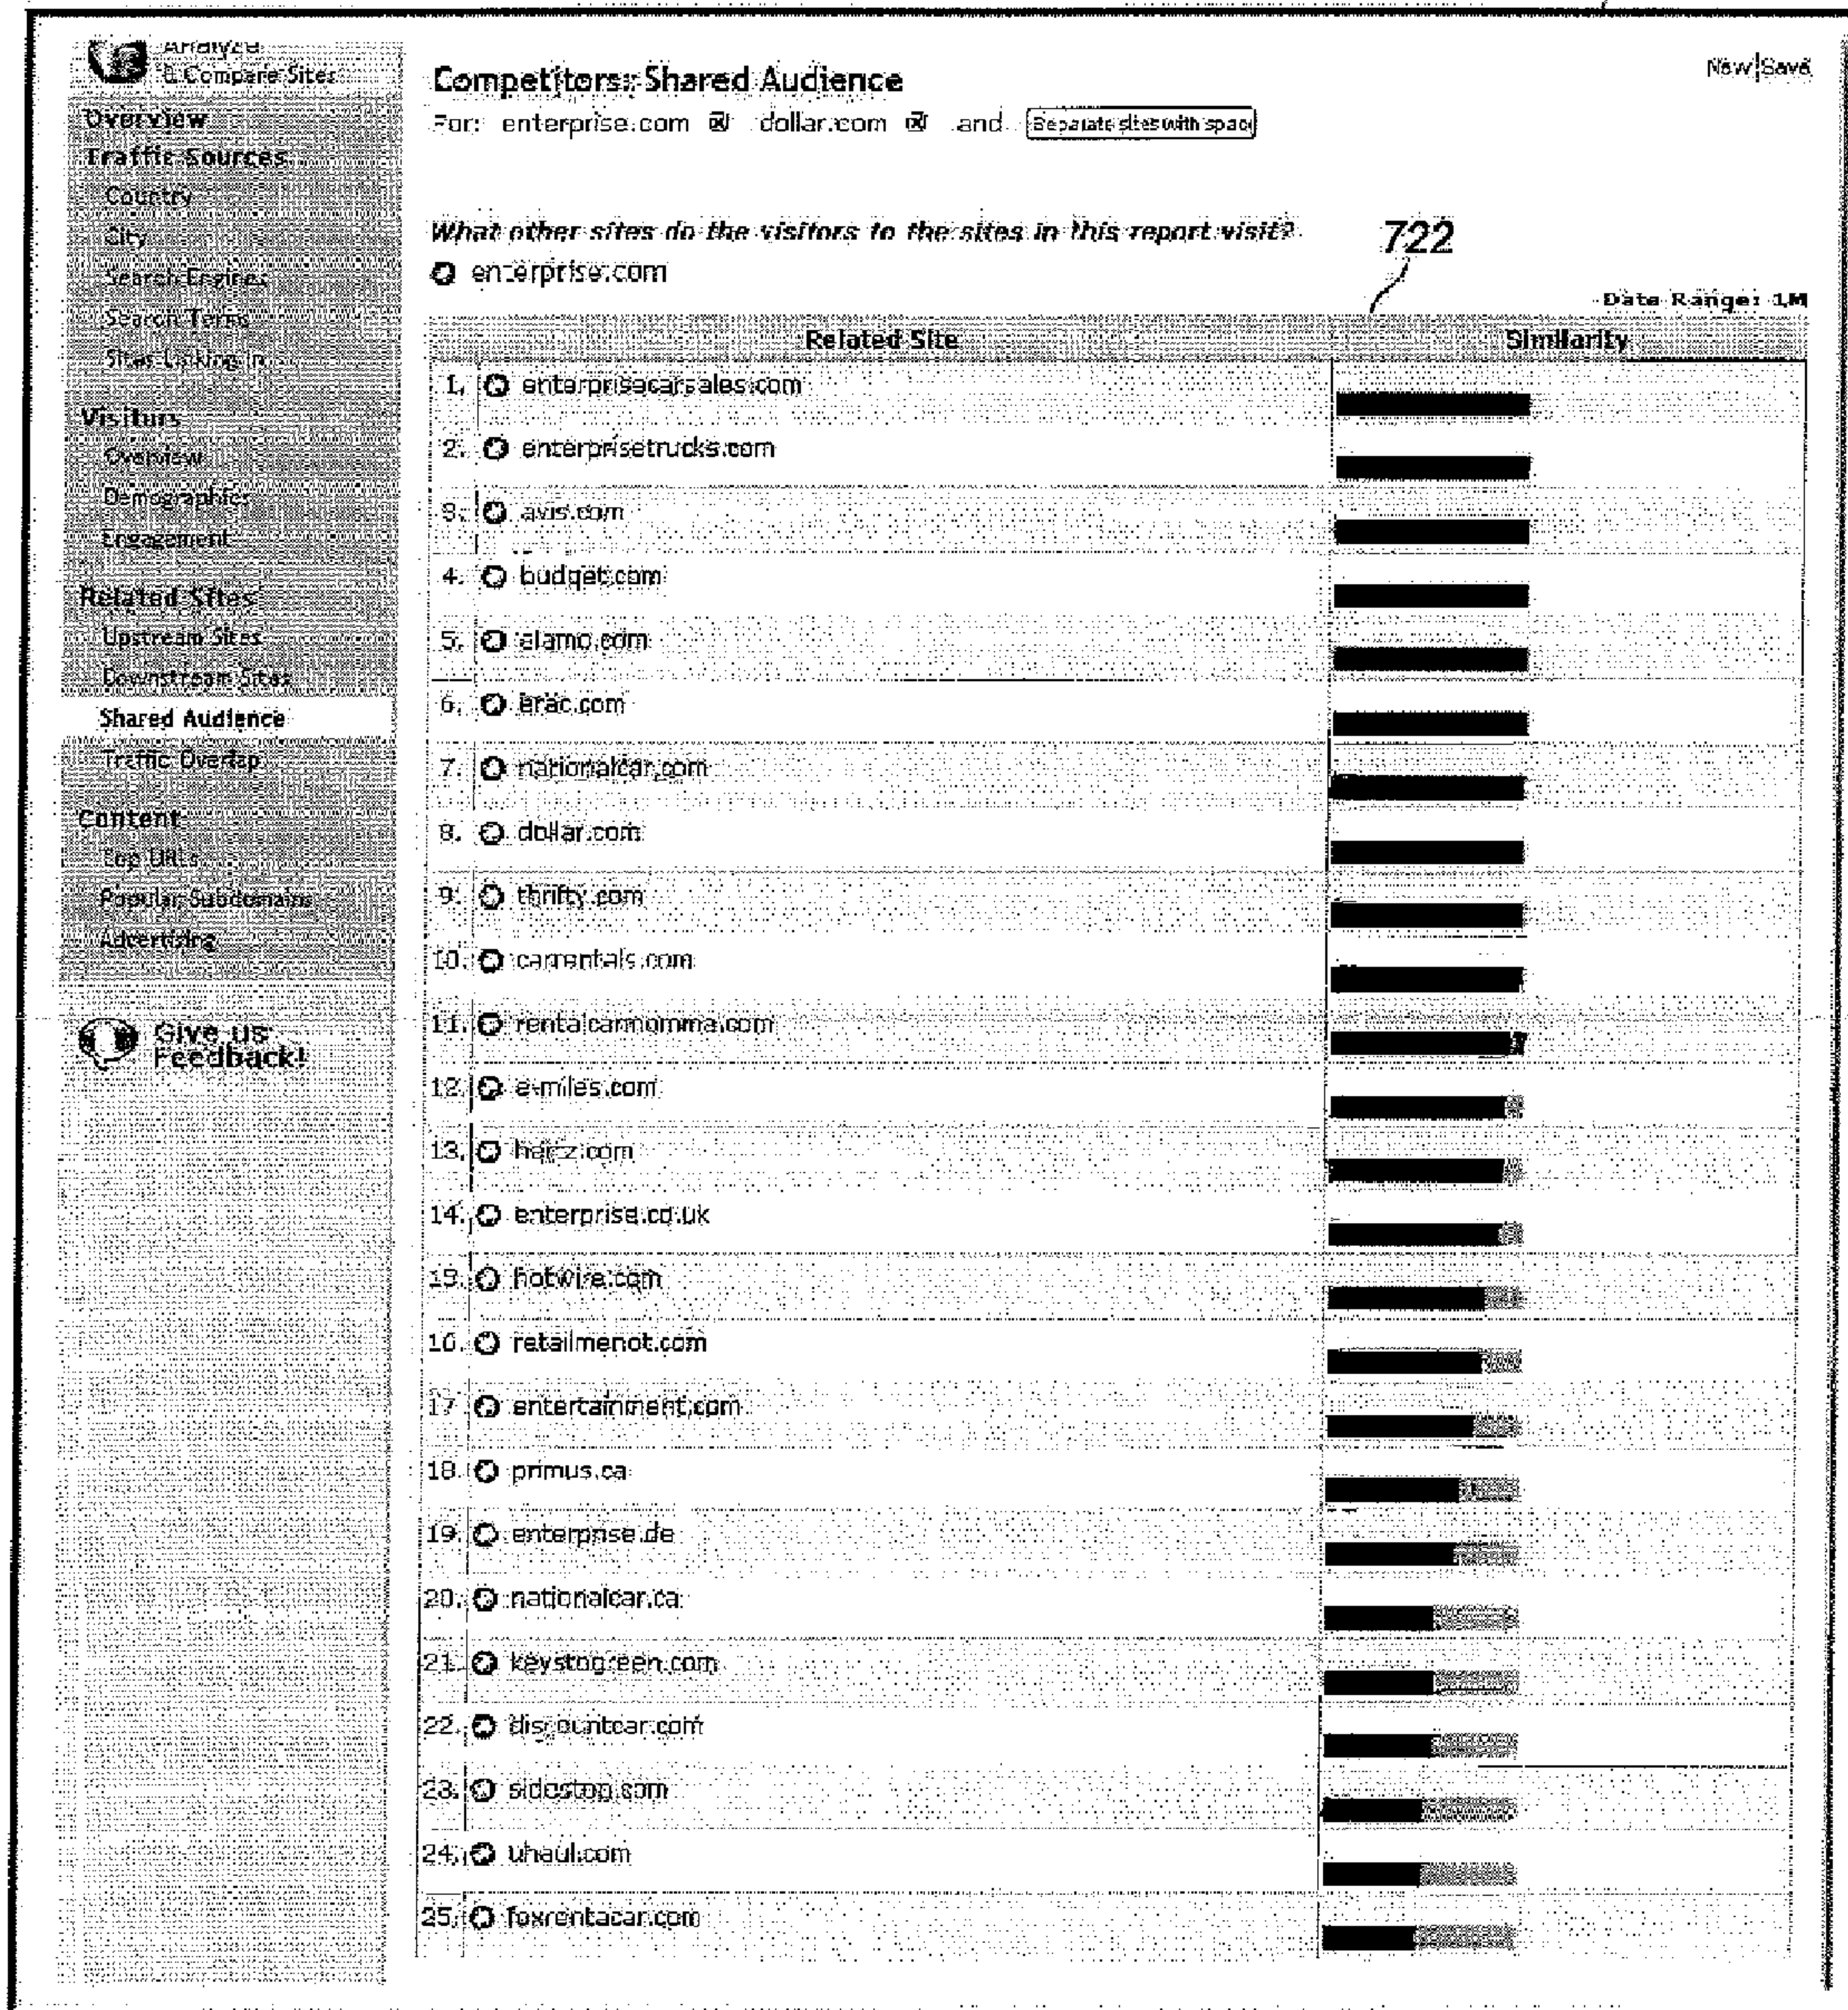 Analyze
& Compare Sites
Overview
Traffic Sources
Country
City
Search Engines
Search Terms
Sites Linking In
Visitors
Overview
Demographics
Engagement
Related Sites
Upstream Sites
Downstream Sites
Shared Audience
Traffic Overlap
Content
Top URLs
Popular Subdomains
Advertising
Give us
Feedback!
New|Save
Competitors: Shared Audience
For: enterprise.com dollar.com and Separate sites with spac
What other sites do the visitors to the sites in this report visit?
722
enterprise.com
Date Range: 1M
Related Site Similarity
1. enterprisecarsales.com
2. enterprisetrucks.com
3. avis.com
4. budget.com
5. alamo.com
6. erac.com
7. nationalcar.com
8. dollar.com
9. thrifty.com
10. carrentals.com
11. rentalcarmomma.com
12. e-miles.com
13. hertz.com
14. enterprise.co.uk
15. hotwire.com
16. retailmenot.com
17. entertainment.com
18. primus.ca
19. enterprise.de
20. nationalcar.ca
21. keystogreen.com
22. discountcar.com
23. sidestep.com
24. uhaul.com
25. foxrentacar.com